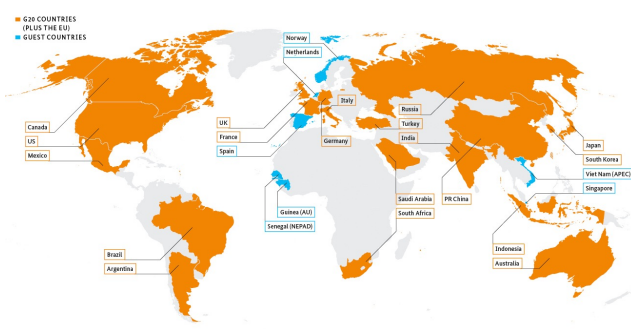 G20 COUNTRIES
(PLUS THE EU)
GUEST COUNTRIES
Norway
Netherlands
Canada
US
Mexico
UK
France
Spain
Italy
Germany
Russia
Turkey
India
Japan
South Korea
Viet Nam (APEC)
Singapore
Guinea (AU)
Senegal (NEPAD)
Saudi Arabia
South Africa
PR China
Brazil
Argentina
Indonesia
Australia